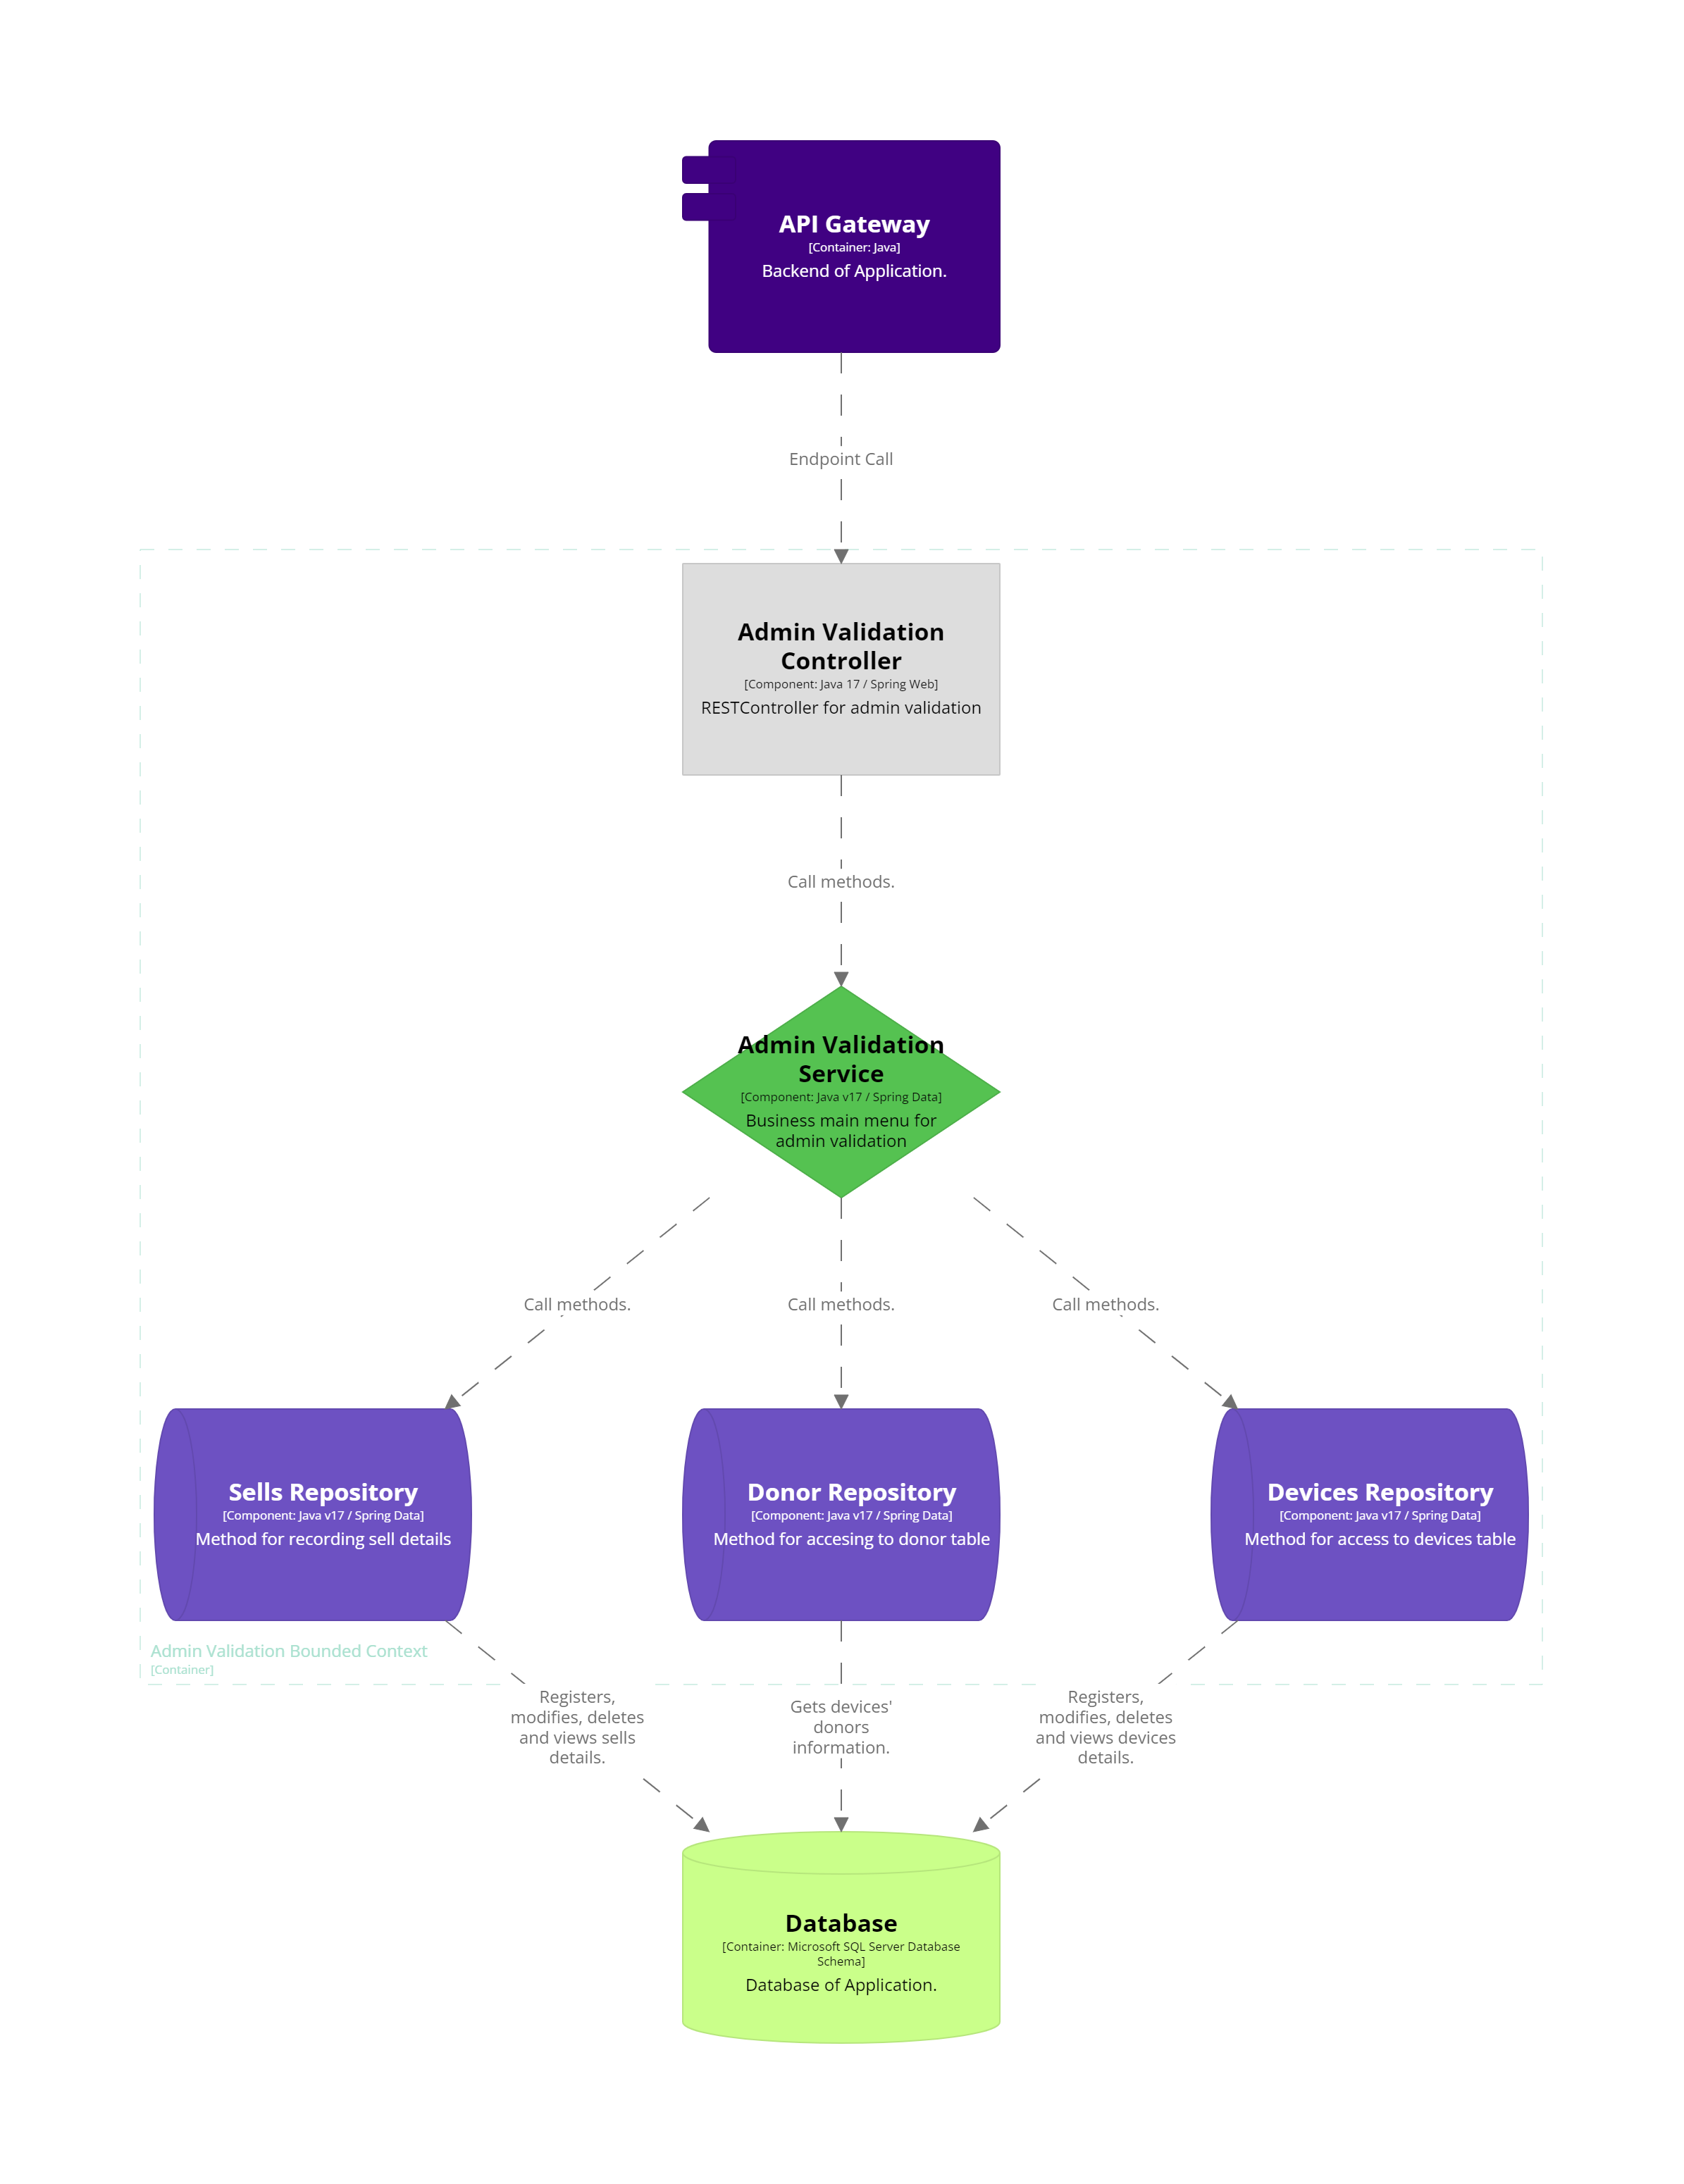 API Gateway
[Container: Java]
Backend of Application.
Endpoint Call
Admin Validation
Controller
[Component: Java 17 / Spring Web]
RESTController for admin validation
Call methods.
Admin Validation
Service
[Component: Java v17 / Spring Data]
Business main menu for
admin validation
Call methods.
Call methods.
Call methods.
Sells Repository
[Component: Java v17 / Spring Data]
Method for recording sell details
Donor Repository
[Component: Java v17 / Spring Data]
Method for accesing to donor table
Devices Repository
[Component: Java v17 / Spring Data]
Method for access to devices table
Admin Validation Bounded Context
[Container]
Registers,
modifies, deletes
and views sells
details.
Gets devices'
donors
information.
Registers,
modifies, deletes
and views devices
details.
Database
[Container: Microsoft SQL Server Database
Schema]
Database of Application.